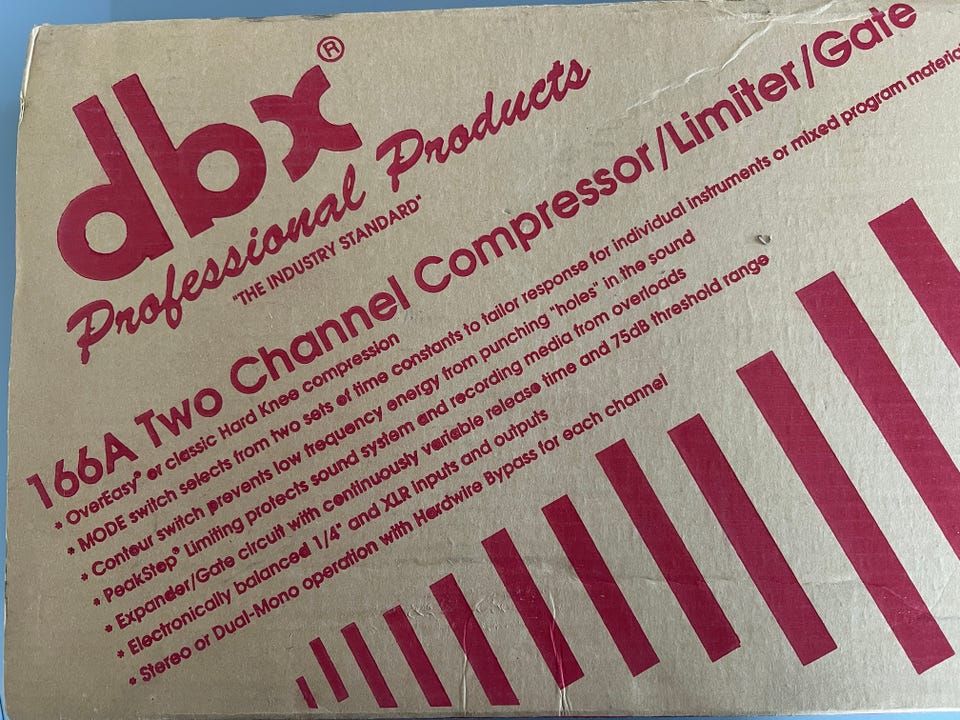 dbx®
Professional Products
"THE INDUSTRY STANDARD"
166A Two Channel Compressor/Limiter/Gate
* OverEasy® or classic Hard Knee compression
* MODE switch selects from two sets of time constants to tailor response for individual instruments or mixed program material
* Contour switch prevents low frequency energy from punching "holes" in the sound
* PeakStop® Limiting protects sound system and recording media from overloads
* Expander/Gate circuit with continuously variable release time and 75dB threshold range
* Electronically balanced 1/4" and XLR inputs and outputs
* Stereo or Dual-Mono operation with Hardwire Bypass for each channel